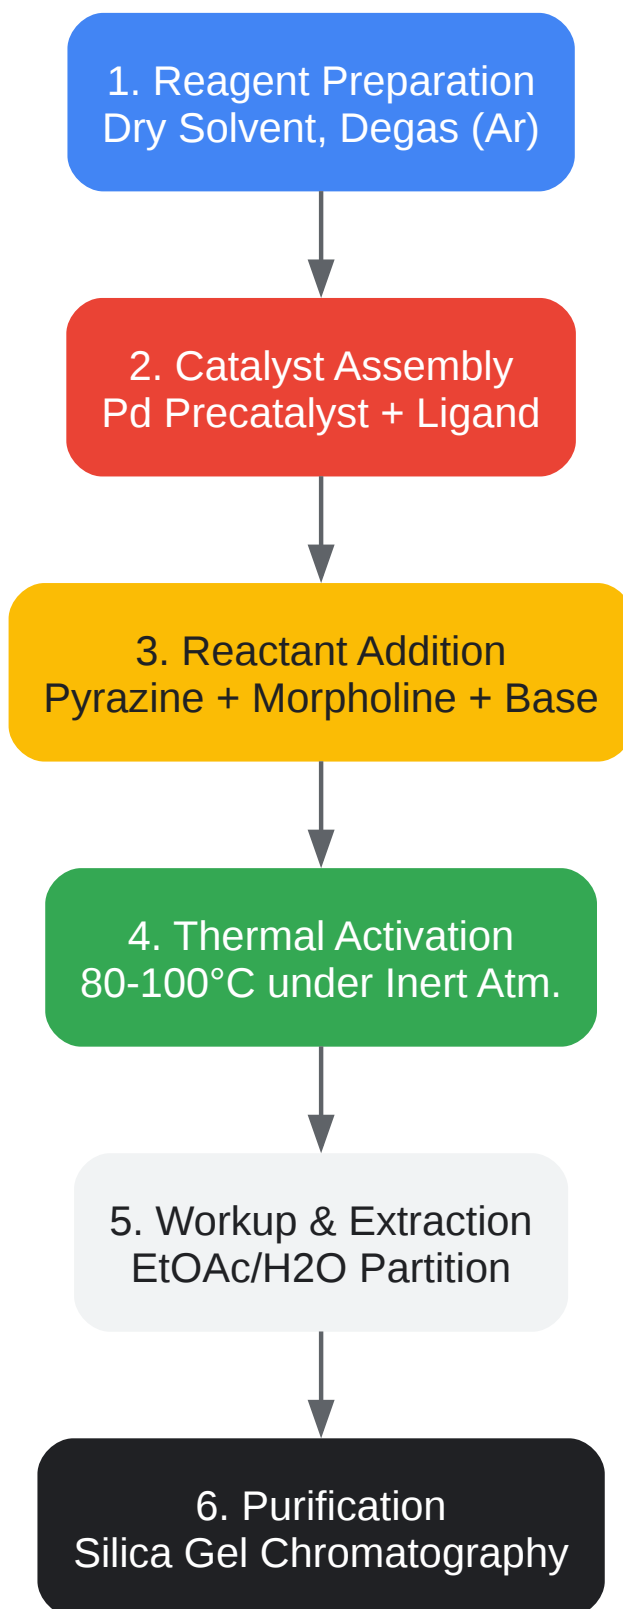 1. Reagent Preparation
Dry Solvent, Degas (Ar)
2. Catalyst Assembly
Pd Precatalyst + Ligand
3. Reactant Addition
Pyrazine + Morpholine + Base
4. Thermal Activation
80-100°C under Inert Atm.
5. Workup & Extraction
EtOAc/H2O Partition
6. Purification
Silica Gel Chromatography